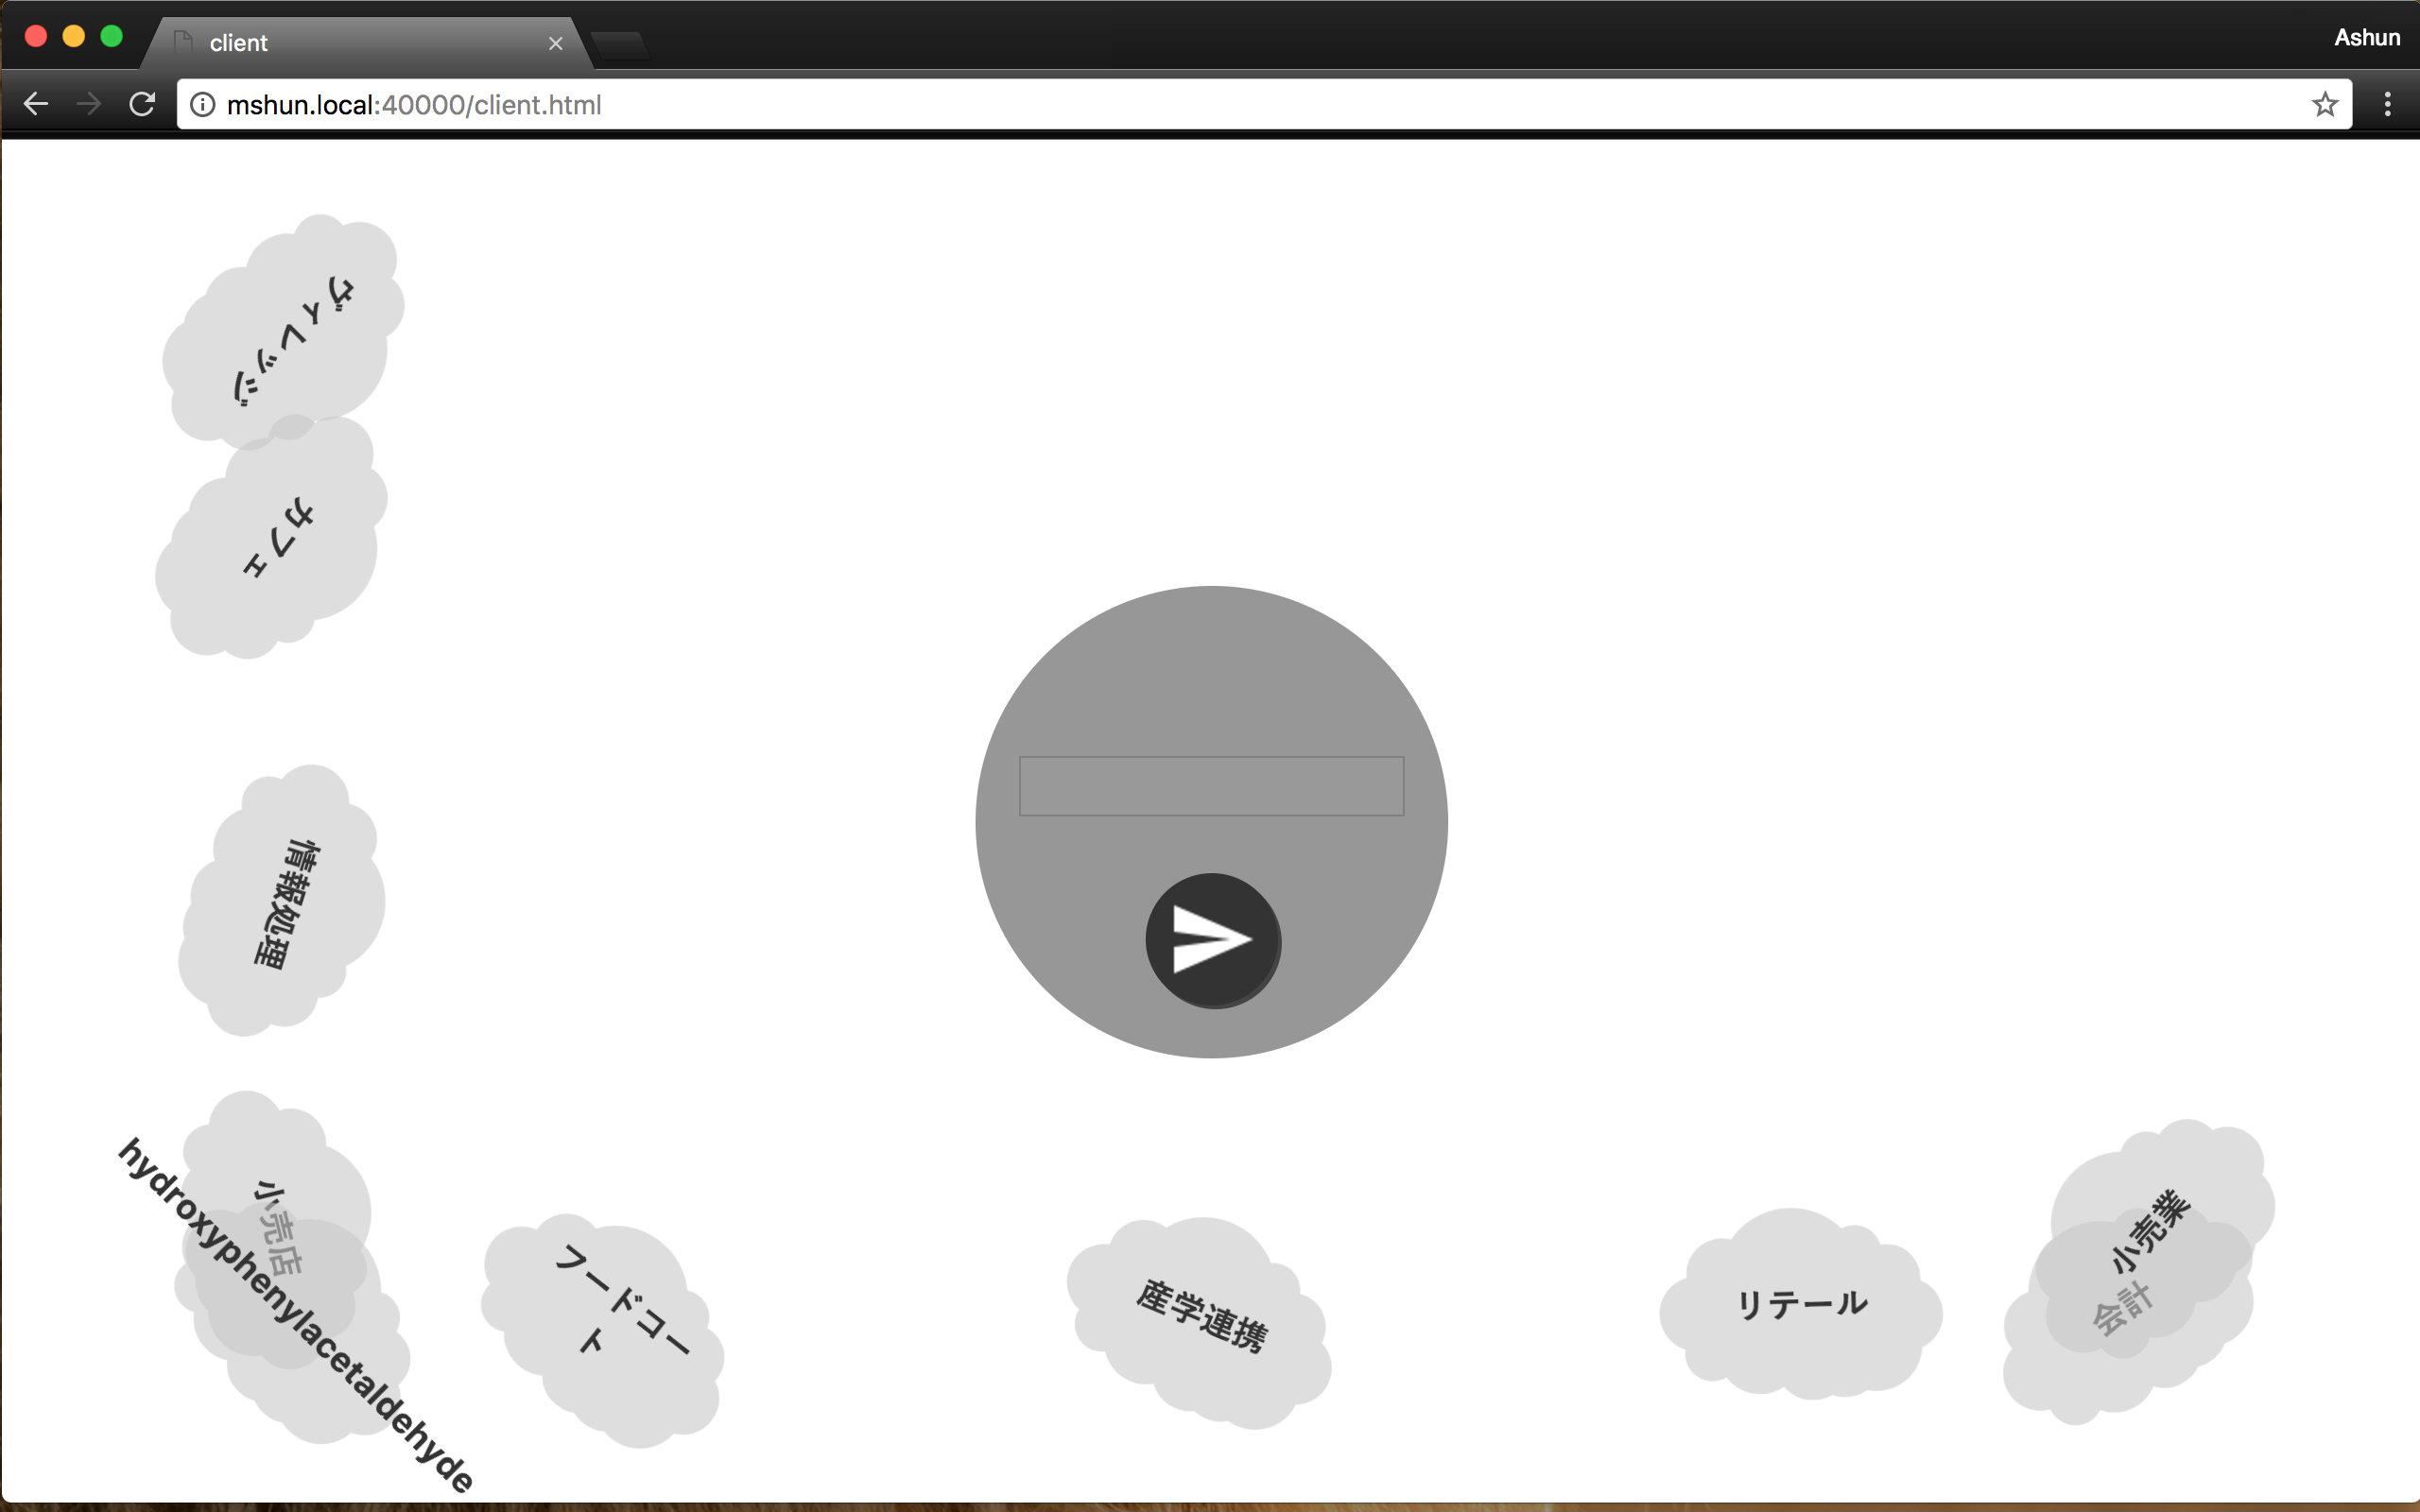 client
Ashun
mshun.local:40000/client.html
ヴィレッジ
カフェ
情報処理
小売店
hydroxyphenylacetaldehyde
フードコー
ト
産学連携
リテール
小売業
会計